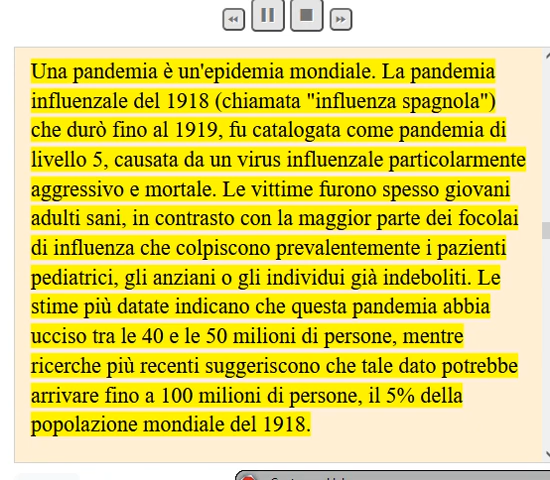 Una pandemia è un'epidemia mondiale. La pandemia
influenzale del 1918 (chiamata "influenza spagnola")
che durò fino al 1919, fu catalogata come pandemia di
livello 5, causata da un virus influenzale particolarmente
aggressivo e mortale. Le vittime furono spesso giovani
adulti sani, in contrasto con la maggior parte dei focolai
di influenza che colpiscono prevalentemente i pazienti
pediatrici, gli anziani o gli individui già indeboliti. Le
stime più datate indicano che questa pandemia abbia
ucciso tra le 40 e le 50 milioni di persone, mentre
ricerche più recenti suggeriscono che tale dato potrebbe
arrivare fino a 100 milioni di persone, il 5% della
popolazione mondiale del 1918.